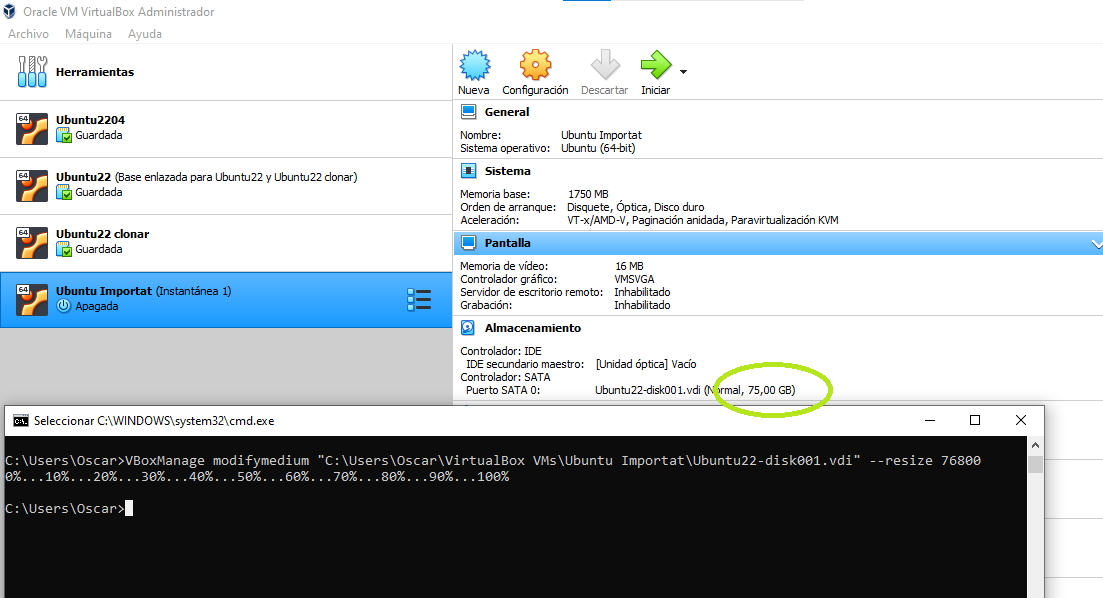 Oracle VM VirtualBox Administrador
Archivo Máquina Ayuda
Herramientas
Nueva Configuración Descartar Iniciar
64
Ubuntu2204
Guardada
64
Ubuntu22 (Base enlazada para Ubuntu22 y Ubuntu22 clonar)
Guardada
64
Ubuntu22 clonar
Guardada
64
Ubuntu Importat (Instantánea 1)
Apagada
General
Nombre: Ubuntu Importat
Sistema operativo: Ubuntu (64-bit)
Sistema
Memoria base: 1750 MB
Orden de arranque: Disquete, Óptica, Disco duro
Aceleración: VT-x/AMD-V, Paginación anidada, Paravirtualización KVM
Pantalla
Memoria de vídeo: 16 MB
Controlador gráfico: VMSVGA
Servidor de escritorio remoto: Inhabilitado
Grabación: Inhabilitado
Almacenamiento
Controlador: IDE
IDE secundario maestro: [Unidad óptica] Vacío
Controlador: SATA
Puerto SATA 0: Ubuntu22-disk001.vdi (Normal, 75,00 GB)
Seleccionar C:\WINDOWS\system32\cmd.exe
C:\Users\Oscar>VBoxManage modifymedium "C:\Users\Oscar\VirtualBox VMs\Ubuntu Importat\Ubuntu22-disk001.vdi" --resize 76800
0%...10%...20%...30%...40%...50%...60%...70%...80%...90%...100%
C:\Users\Oscar>